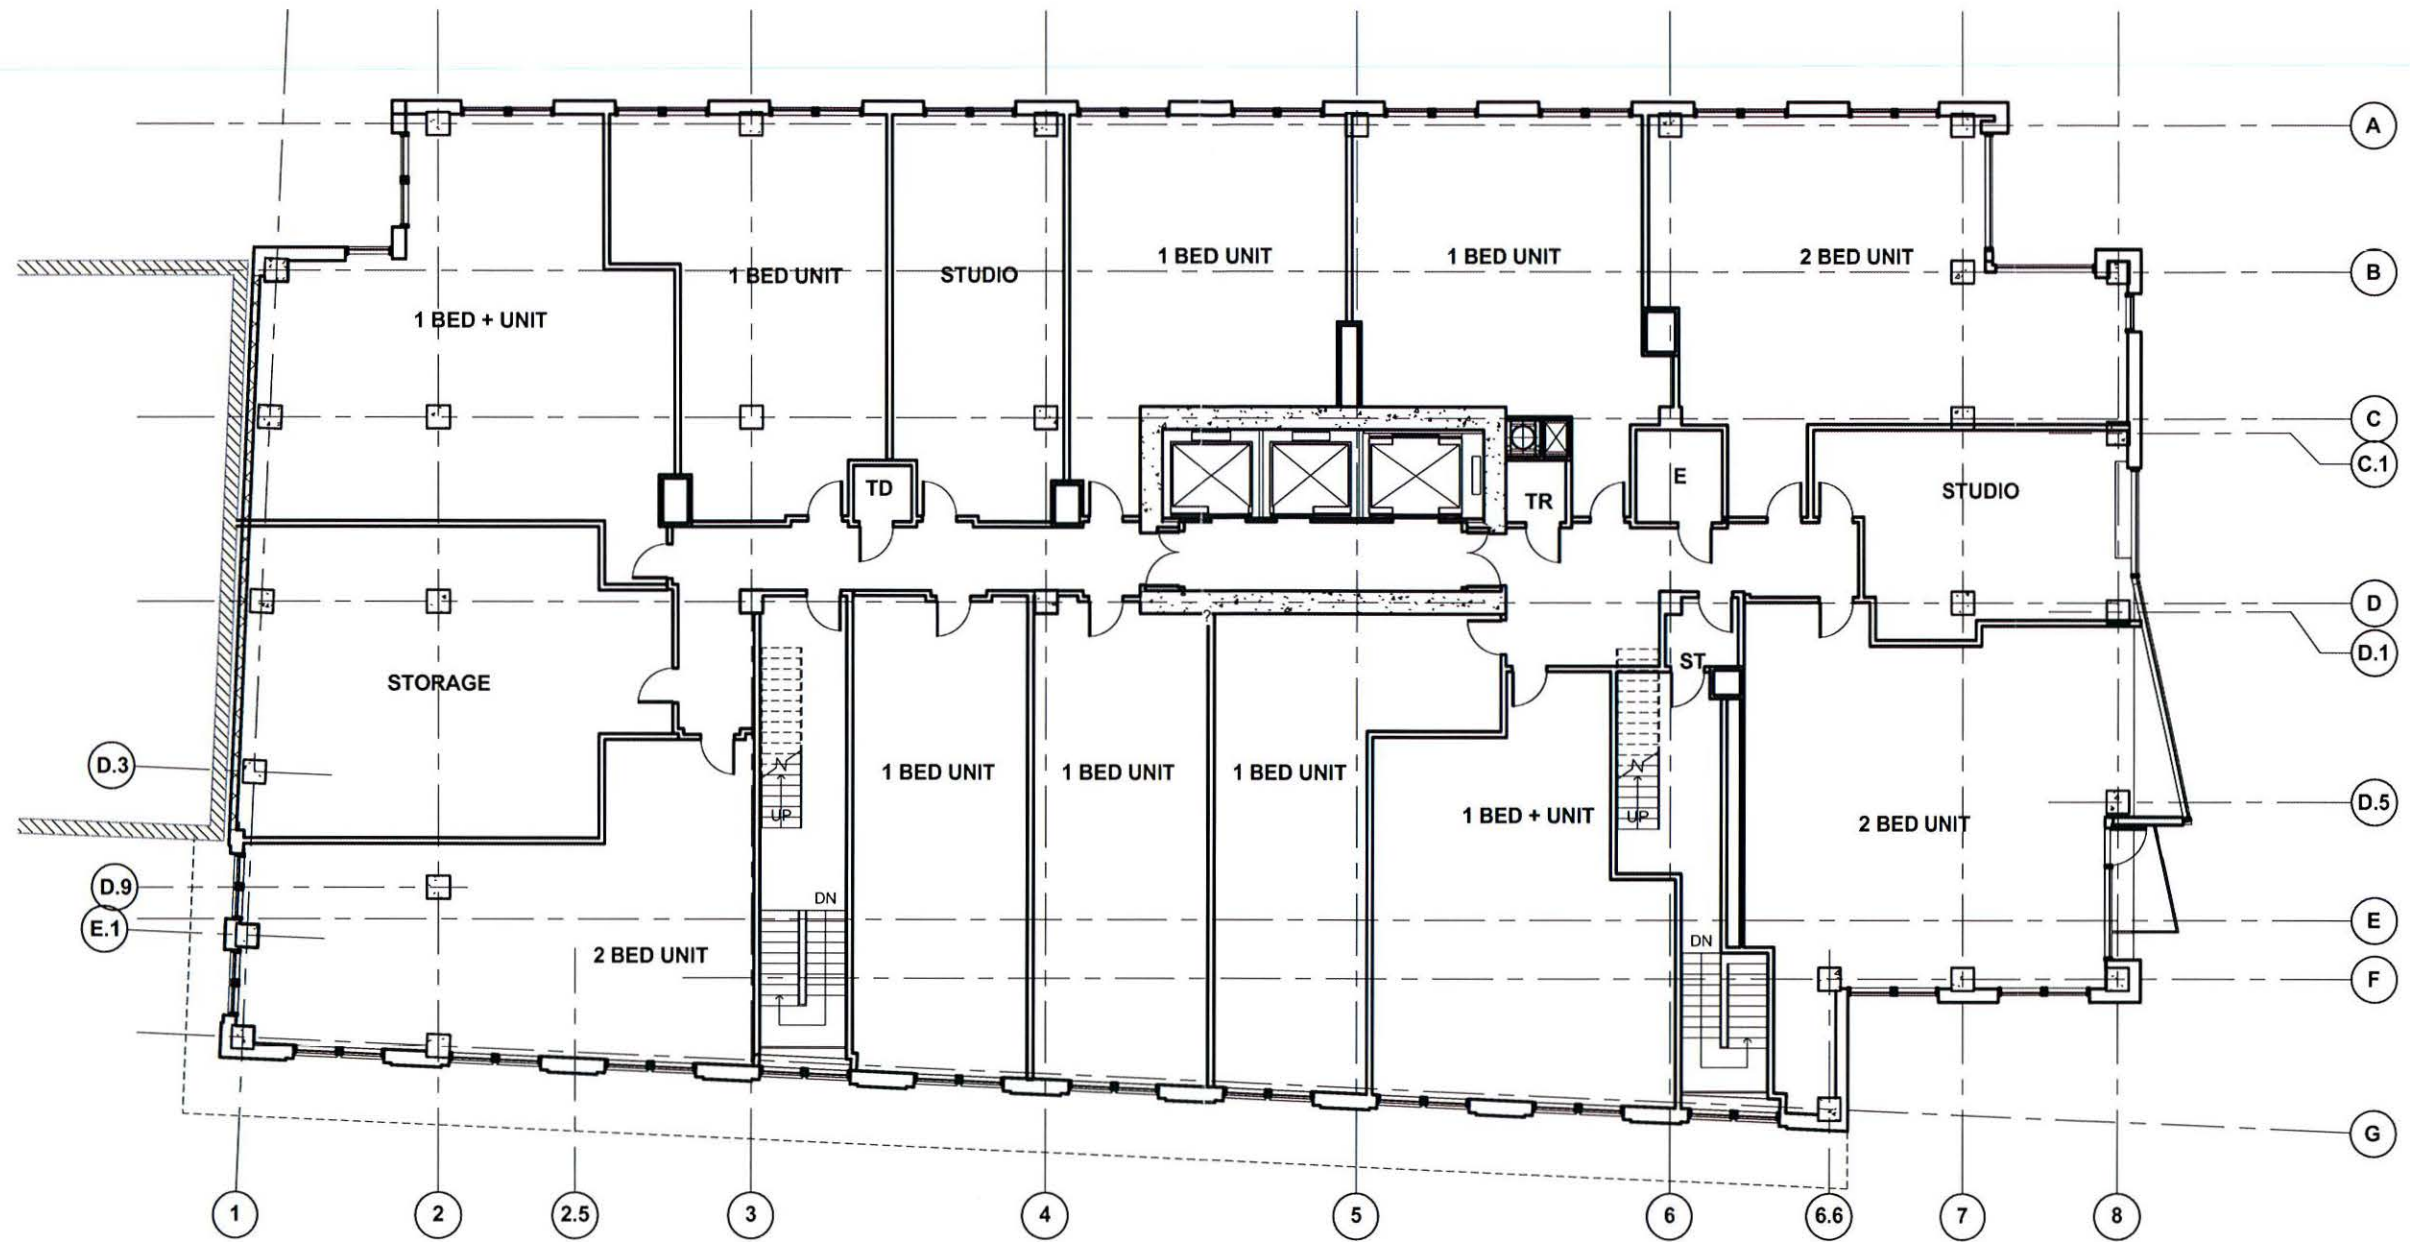 A
B
1 BED UNIT
1 BED UNIT
2 BED UNIT
1 BED UNIT
STUDIO
1 BED + UNIT
C
C.1
TD
E
STUDIO
TR
D
D.1
ST
STORAGE
D.3
1 BED UNIT
1 BED UNIT
1 BED UNIT
D.5
UP
1 BED + UNIT
UP
2 BED UNIT
D.9
DN
E.1
E
DN
2 BED UNIT
F
G
1
2
2.5
3
4
5
6
6.6
7
8